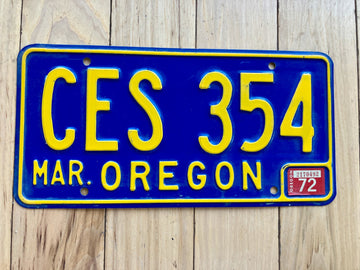 CES 354
MAR. OREGON
72